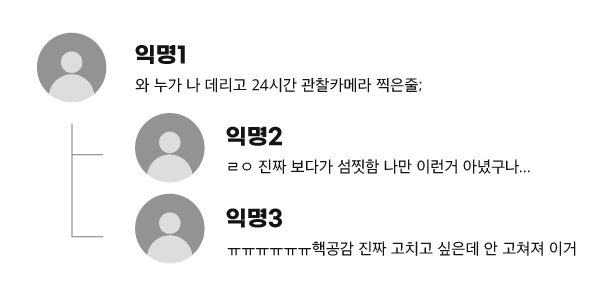 익명1
와 누가 나 데리고 24시간 관찰카메라 찍은줄;
익명2
ㄹㅇ 진짜 보다가 섬찟함 나만 이런거 아녔구나...
익명3
ㅠㅠㅠㅠㅠㅠ핵공감 진짜 고치고 싶은데 안 고쳐져 이거